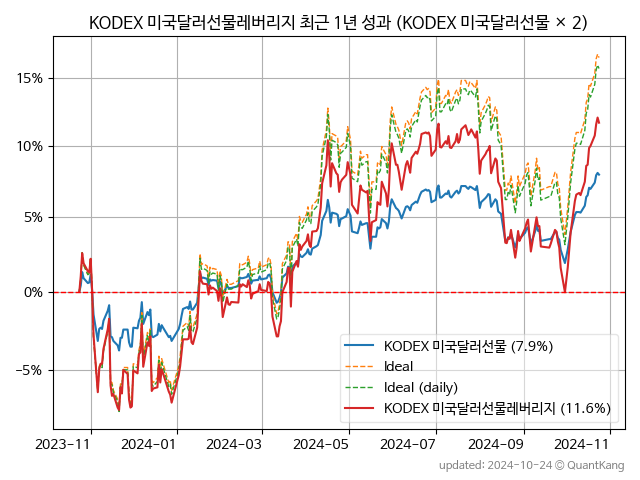 KODEX 미국달러선물레버리지 최근 1년 성과 (KODEX 미국달러선물 × 2)
15%
10%
5%
0%
−5%
KODEX 미국달러선물 (7.9%)
Ideal
Ideal (daily)
KODEX 미국달러선물레버리지 (11.6%)
2023-11 2024-01 2024-03 2024-05 2024-07 2024-09 2024-11
updated: 2024-10-24 © QuantKang